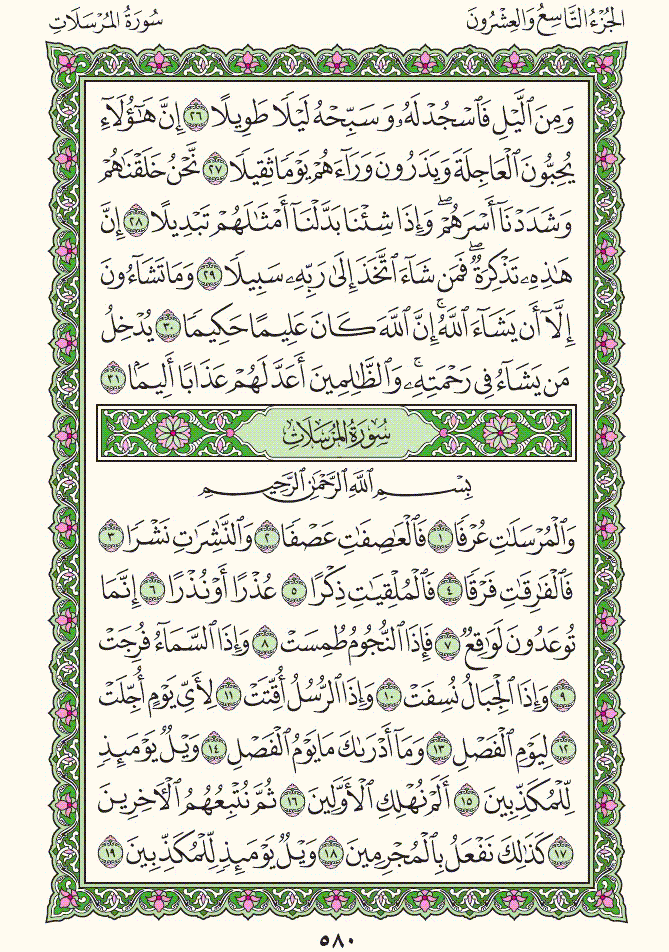 الجُزْءُ التَّاسِعُ وَالعِشْرُونَ
سُورَةُ المُرْسَلَاتِ
وَمِنَ ٱلَّيْلِ فَٱسْجُدْ لَهُۥ وَسَبِّحْهُ لَيْلًا طَوِيلًا ٢٦ إِنَّ هَٰٓؤُلَآءِ
يُحِبُّونَ ٱلْعَاجِلَةَ وَيَذَرُونَ وَرَآءَهُمْ يَوْمًا ثَقِيلًا ٢٧ نَّحْنُ خَلَقْنَٰهُمْ
وَشَدَدْنَآ أَسْرَهُمْ ۖ وَإِذَا شِئْنَا بَدَّلْنَآ أَمْثَٰلَهُمْ تَبْدِيلًا ٢٨ إِنَّ
هَٰذِهِۦ تَذْكِرَةٌ ۖ فَمَن شَآءَ ٱتَّخَذَ إِلَىٰ رَبِّهِۦ سَبِيلًا ٢٩ وَمَا تَشَآءُونَ
إِلَّآ أَن يَشَآءَ ٱللَّهُ ۚ إِنَّ ٱللَّهَ كَانَ عَلِيمًا حَكِيمًا ٣٠ يُدْخِلُ
مَن يَشَآءُ فِى رَحْمَتِهِۦ ۚ وَٱلظَّٰلِمِينَ أَعَدَّ لَهُمْ عَذَابًا أَلِيمًۢا ٣١
سُورَةُ المُرْسَلَاتِ
بِسْمِ ٱللَّهِ ٱلرَّحْمَٰنِ ٱلرَّحِيمِ
وَٱلْمُرْسَلَٰتِ عُرْفًا ١ فَٱلْعَٰصِفَٰتِ عَصْفًا ٢ وَٱلنَّٰشِرَٰتِ نَشْرًا ٣
فَٱلْفَٰرِقَٰتِ فَرْقًا ٤ فَٱلْمُلْقِيَٰتِ ذِكْرًا ٥ عُذْرًا أَوْ نُذْرًا ٦ إِنَّمَا
تُوعَدُونَ لَوَٰقِعٌ ٧ فَإِذَا ٱلنُّجُومُ طُمِسَتْ ٨ وَإِذَا ٱلسَّمَآءُ فُرِجَتْ
٩ وَإِذَا ٱلْجِبَالُ نُسِفَتْ ١٠ وَإِذَا ٱلرُّسُلُ أُقِّتَتْ ١١ لِأَىِّ يَوْمٍ أُجِّلَتْ
١٢ لِيَوْمِ ٱلْفَصْلِ ١٣ وَمَآ أَدْرَىٰكَ مَا يَوْمُ ٱلْفَصْلِ ١٤ وَيْلٌ يَوْمَئِذٍ
لِّلْمُكَذِّبِينَ ١٥ أَلَمْ نُهْلِكِ ٱلْأَوَّلِينَ ١٦ ثُمَّ نُتْبِعُهُمُ ٱلْءَاخِرِينَ
١٧ كَذَٰلِكَ نَفْعَلُ بِٱلْمُجْرِمِينَ ١٨ وَيْلٌ يَوْمَئِذٍ لِّلْمُكَذِّبِينَ ١٩
٥٨٠